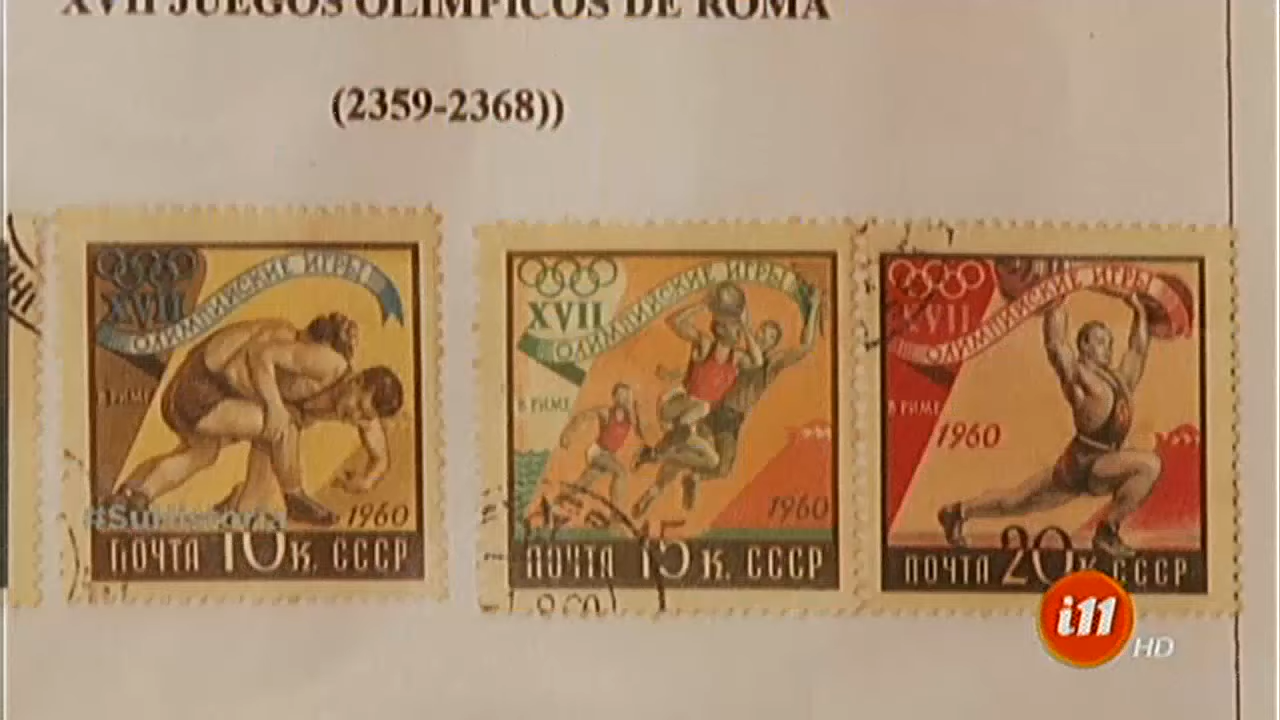 XVII JUEGOS OLIMPICOS DE ROMA
(2359-2368))
XVII
ОЛИМПИЙСКИЕ ИГРЫ
В РИМЕ
1960
ПОЧТА 10 К. СССР
XVII
ОЛИМПИЙСКИЕ ИГРЫ
В РИМЕ
1960
ПОЧТА 15 К. СССР
XVII
ОЛИМПИЙСКИЕ ИГРЫ
В РИМЕ
1960
ПОЧТА 20 К. СССР
i11
HD